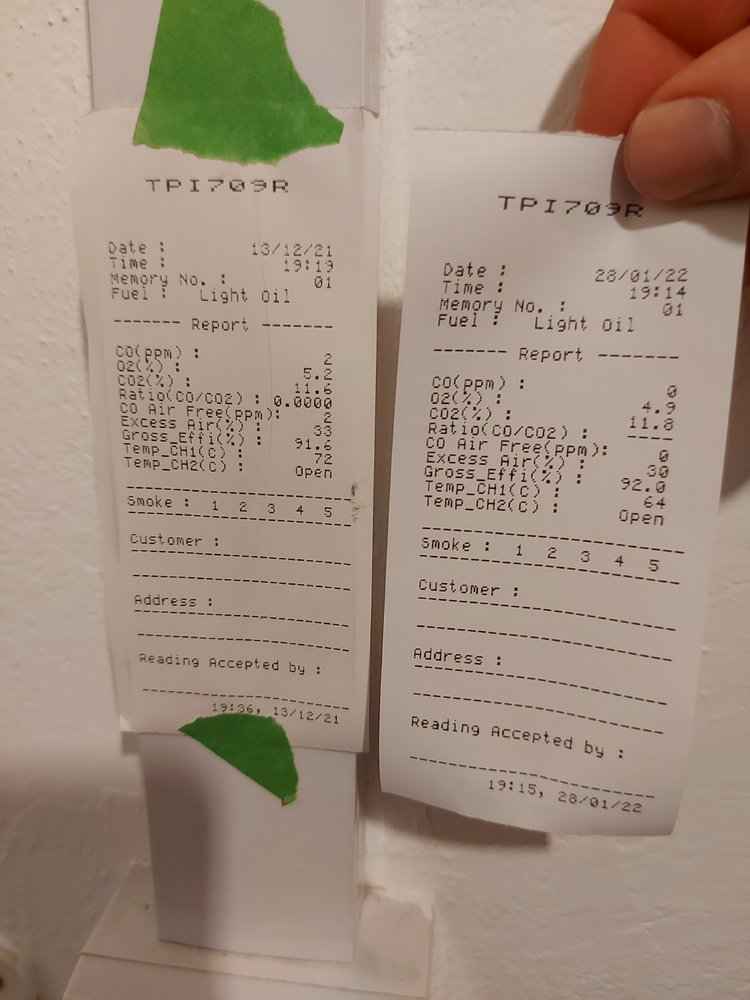 TPI709R
Date : 13/12/21
Time : 19:19
Memory No. : 01
Fuel : Light Oil
------- Report -------
CO(ppm) : 2
O2(%) : 5.2
CO2(%) : 11.6
Ratio(CO/CO2) : 0.0000
CO Air Free(ppm): 2
Excess Air(%) : 33
Gross_Effi(%) : 91.6
Temp_CH1(C) : 72
Temp_CH2(C) : Open
Smoke : 1 2 3 4 5
Customer :
Address :
Reading Accepted by :
19:36, 13/12/21
TPI709R
Date : 28/01/22
Time : 19:14
Memory No. : 01
Fuel : Light Oil
------- Report -------
CO(ppm) : 0
O2(%) : 4.9
CO2(%) : 11.8
Ratio(CO/CO2) : -----
CO Air Free(ppm): 0
Excess Air(%) : 30
Gross_Effi(%) : 92.0
Temp_CH1(C) : 64
Temp_CH2(C) : Open
Smoke : 1 2 3 4 5
Customer :
Address :
Reading Accepted by :
19:15, 28/01/22